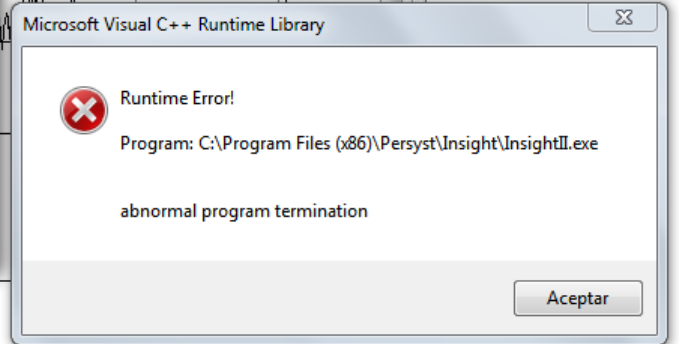 Microsoft Visual C++ Runtime Library
Runtime Error!
Program: C:\Program Files (x86)\Persyst\Insight\InsightII.exe
abnormal program termination
Aceptar